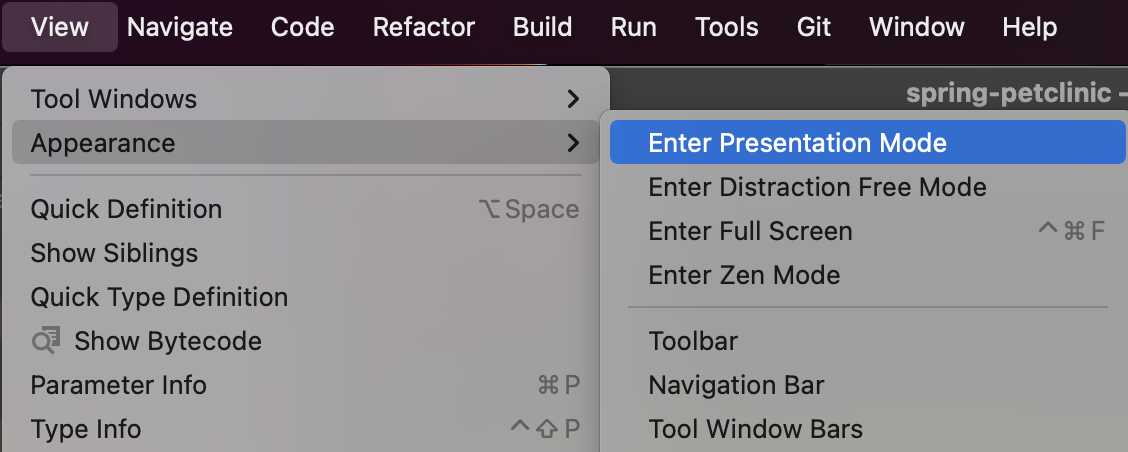 View Navigate Code Refactor Build Run Tools Git Window Help
spring-petclinic –
Tool Windows
Appearance
Quick Definition ⌥Space
Show Siblings
Quick Type Definition
Show Bytecode
Parameter Info ⌘P
Type Info ^⇧P
Enter Presentation Mode
Enter Distraction Free Mode
Enter Full Screen ^⌘F
Enter Zen Mode
Toolbar
Navigation Bar
Tool Window Bars